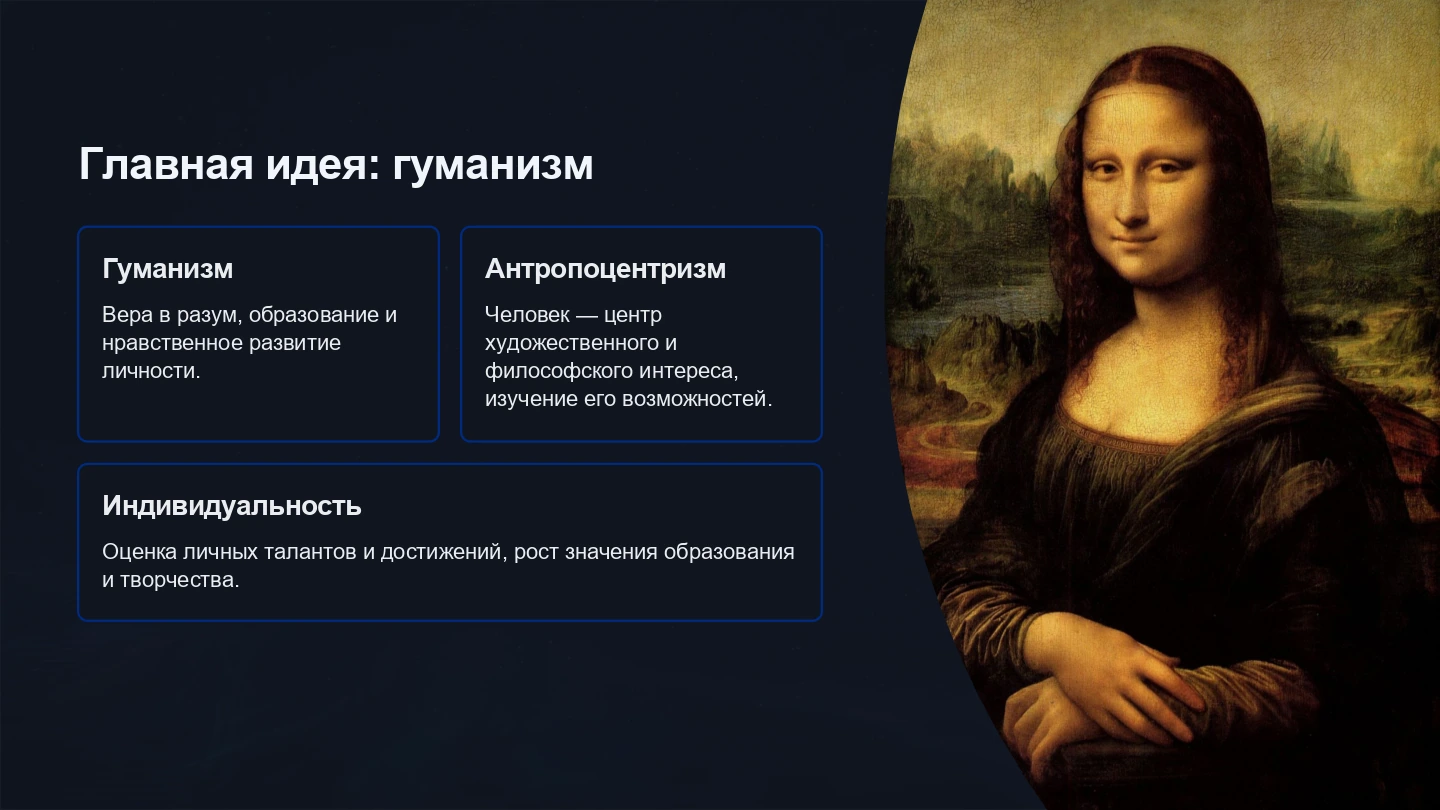 Главная идея: гуманизм
Гуманизм
Вера в разум, образование и
нравственное развитие
личности.
Антропоцентризм
Человек — центр
художественного и
философского интереса,
изучение его возможностей.
Индивидуальность
Оценка личных талантов и достижений, рост значения образования
и творчества.